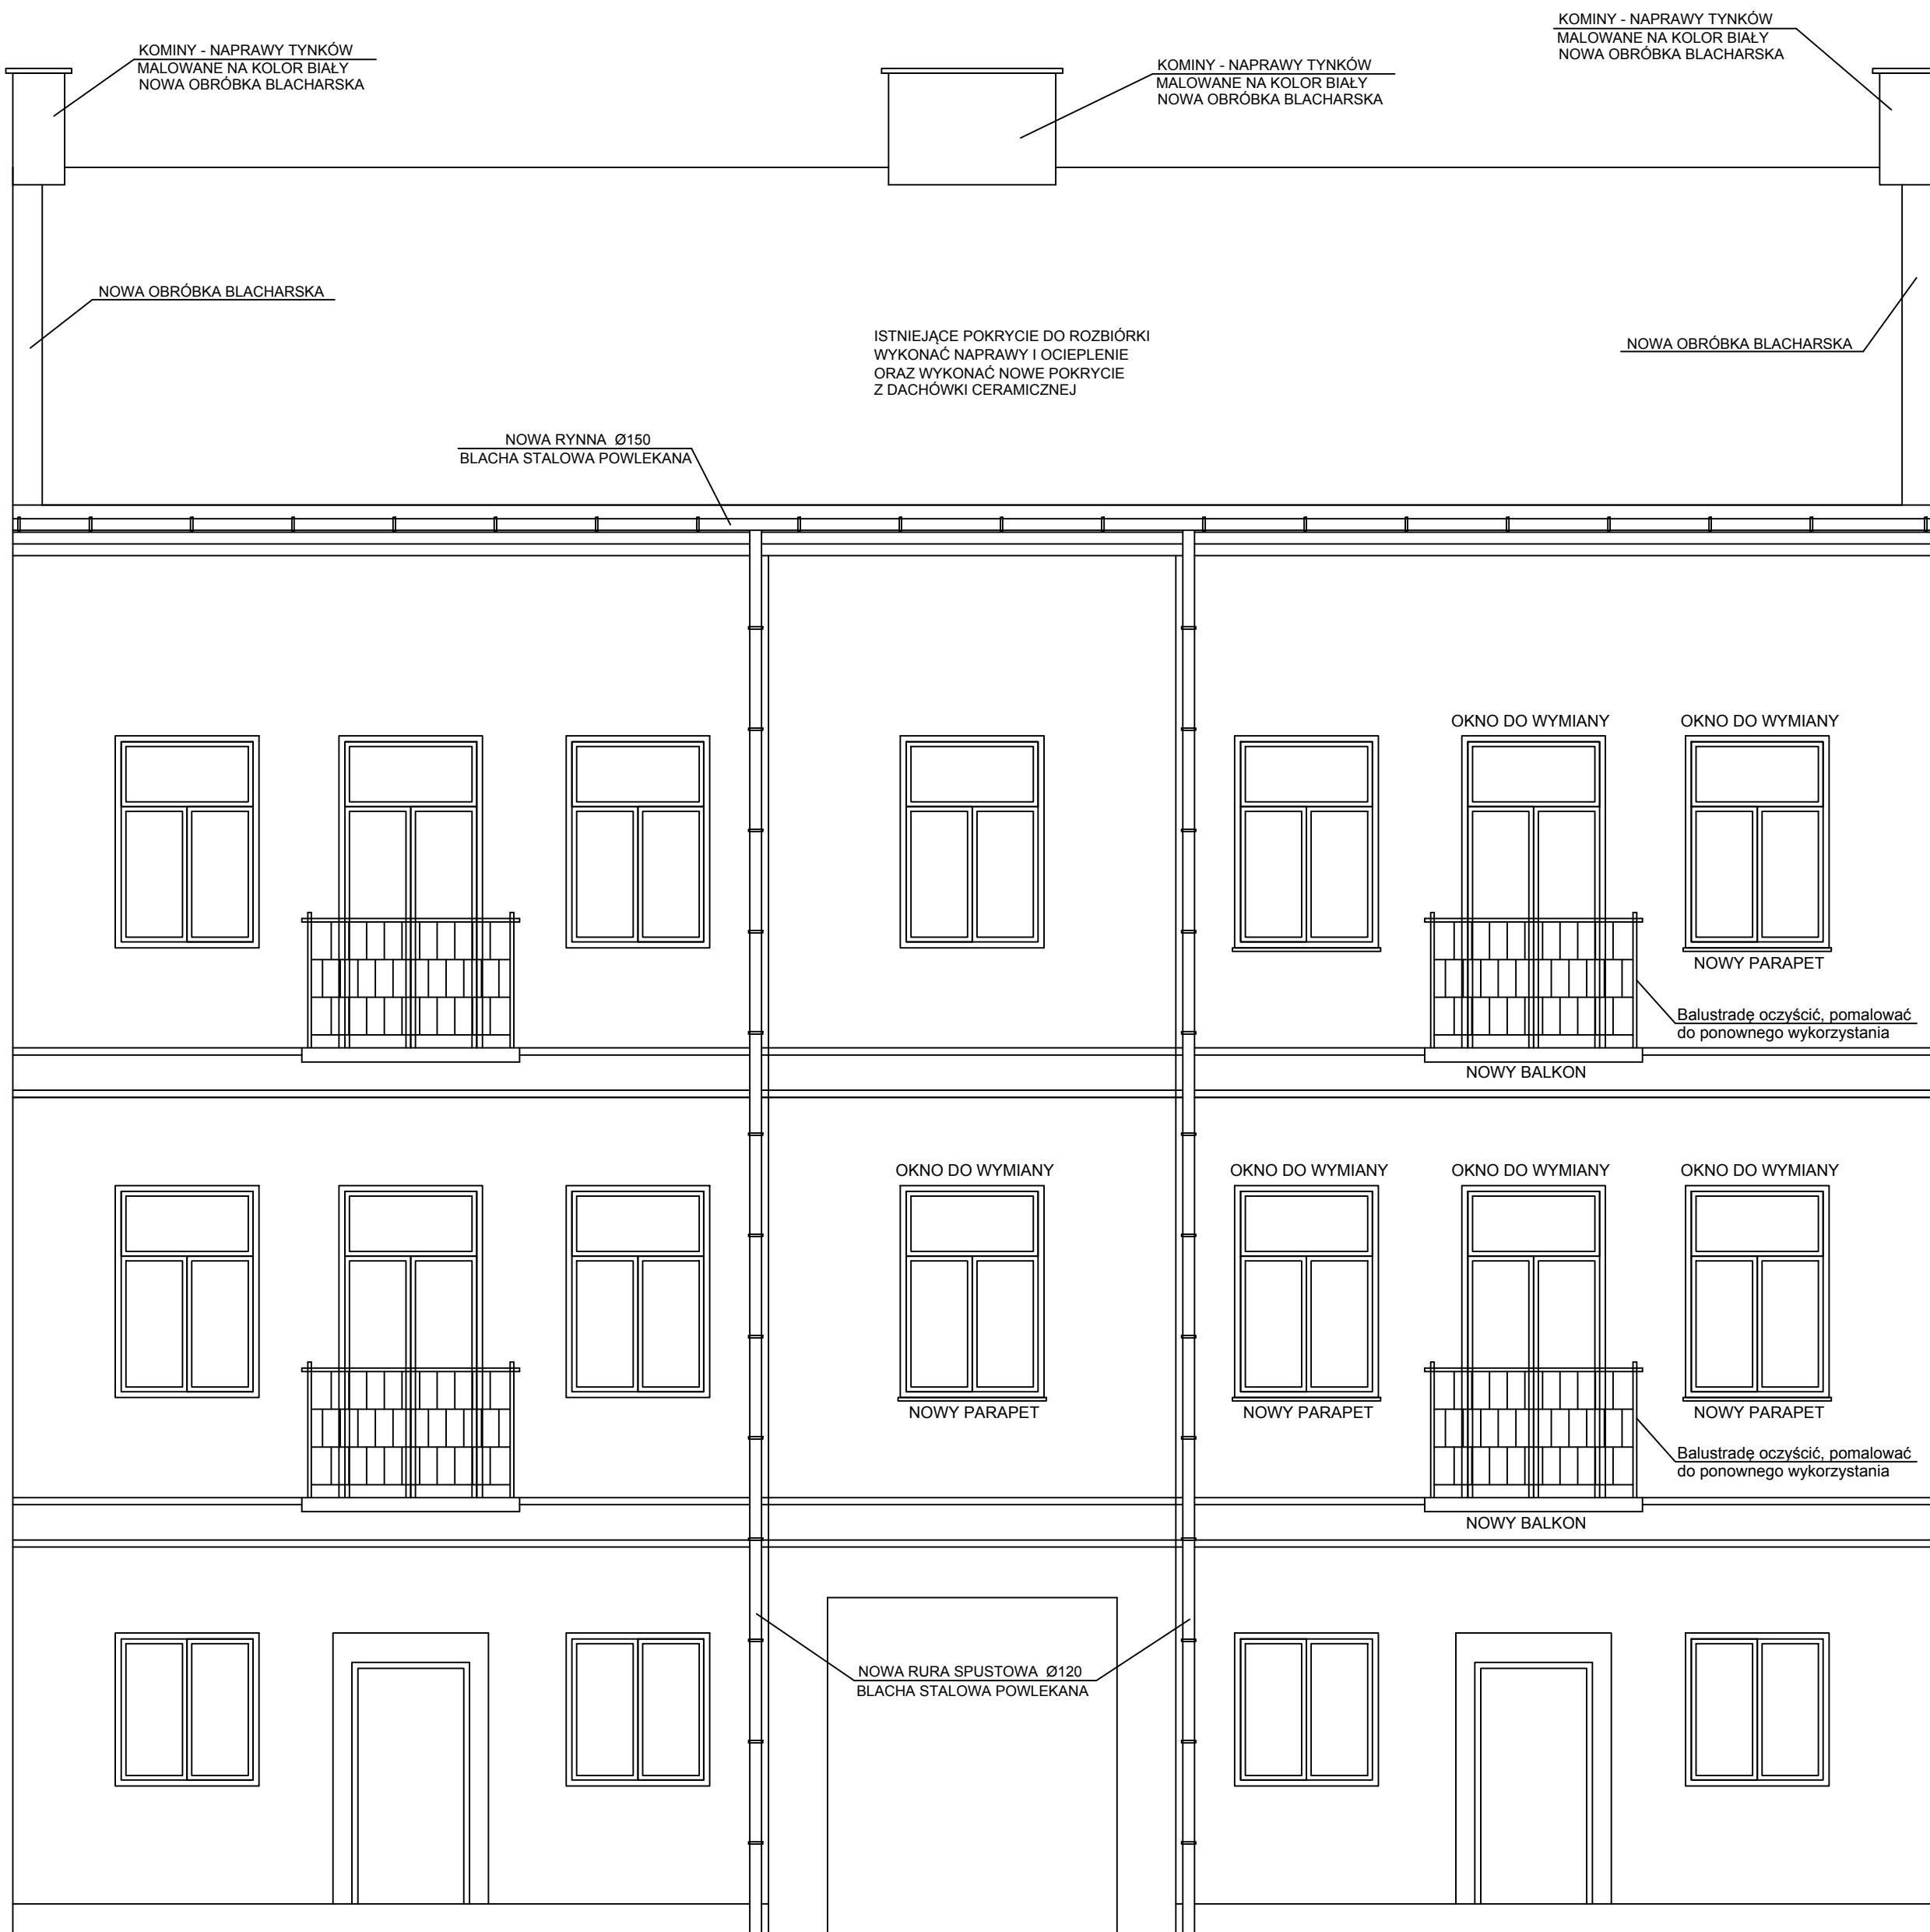 KOMINY - NAPRAWY TYNKÓW
MALOWANE NA KOLOR BIAŁY
NOWA OBRÓBKA BLACHARSKA
KOMINY - NAPRAWY TYNKÓW
MALOWANE NA KOLOR BIAŁY
NOWA OBRÓBKA BLACHARSKA
KOMINY - NAPRAWY TYNKÓW
MALOWANE NA KOLOR BIAŁY
NOWA OBRÓBKA BLACHARSKA
NOWA OBRÓBKA BLACHARSKA
ISTNIEJĄCE POKRYCIE DO ROZBIÓRKI
WYKONAĆ NAPRAWY I OCIEPLENIE
ORAZ WYKONAĆ NOWE POKRYCIE
Z DACHÓWKI CERAMICZNEJ
NOWA OBRÓBKA BLACHARSKA
NOWA RYNNA Ø150
BLACHA STALOWA POWLEKANA
OKNO DO WYMIANY
OKNO DO WYMIANY
NOWY PARAPET
Balustradę oczyścić, pomalować
do ponownego wykorzystania
NOWY BALKON
OKNO DO WYMIANY
OKNO DO WYMIANY
OKNO DO WYMIANY
OKNO DO WYMIANY
NOWY PARAPET
NOWY PARAPET
NOWY PARAPET
Balustradę oczyścić, pomalować
do ponownego wykorzystania
NOWY BALKON
NOWA RURA SPUSTOWA Ø120
BLACHA STALOWA POWLEKANA